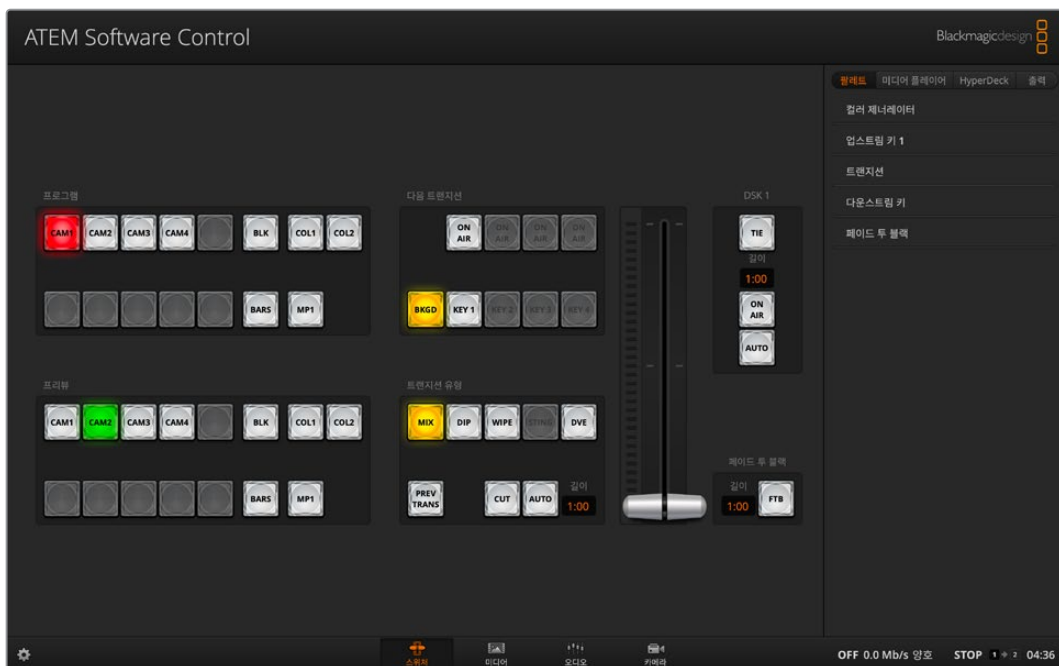 ATEM Software Control
Blackmagicdesign
팔레트 미디어 플레이어 HyperDeck 출력
컬러 제너레이터
업스트림 키 1
트랜지션
다운스트림 키
페이드 투 블랙
프로그램
CAM1 CAM2 CAM3 CAM4 BLK COL1 COL2
BARS MP1
다음 트랜지션
ON AIR ON AIR ON AIR ON AIR
BKGD KEY 1 KEY 2 KEY 3 KEY 4
DSK 1
TIE
길이
1:00
ON AIR
AUTO
프리뷰
CAM1 CAM2 CAM3 CAM4 BLK COL1 COL2
BARS MP1
트랜지션 유형
MIX DIP WIPE STING DVE
PREV TRANS CUT AUTO 길이 1:00
페이드 투 블랙
길이
1:00 FTB
스위처 미디어 오디오 카메라
OFF 0.0 Mb/s 양호 STOP 1 2 04:36